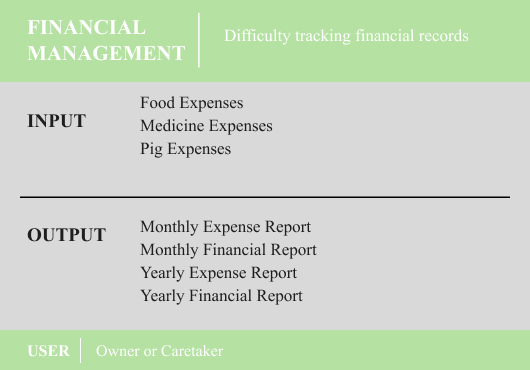 FINANCIAL
MANAGEMENT
Difficulty tracking financial records
INPUT
Food Expenses
Medicine Expenses
Pig Expenses
OUTPUT
Monthly Expense Report
Monthly Financial Report
Yearly Expense Report
Yearly Financial Report
USER
Owner or Caretaker